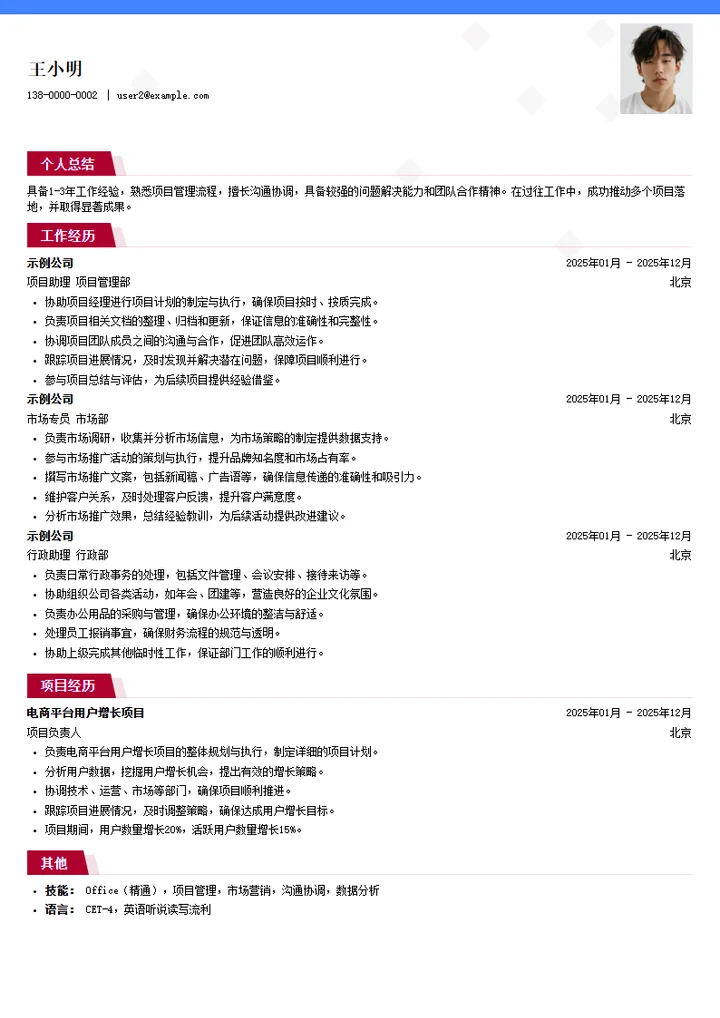 王小明
138-0000-0002 | user2@example.com
个人总结
具备1-3年工作经验，熟悉项目管理流程，擅长沟通协调，具备较强的问题解决能力和团队合作精神。在过往工作中，成功推动多个项目落
地，并取得显著成果。
工作经历
示例公司 2025年01月 - 2025年12月
项目助理 项目管理部 北京
• 协助项目经理进行项目计划的制定与执行，确保项目按时、按质完成。
• 负责项目相关文档的整理、归档和更新，保证信息的准确性和完整性。
• 协调项目团队成员之间的沟通与合作，促进团队高效运作。
• 跟踪项目进展情况，及时发现并解决潜在问题，保障项目顺利进行。
• 参与项目总结与评估，为后续项目提供经验借鉴。
示例公司 2025年01月 - 2025年12月
市场专员 市场部 北京
• 负责市场调研，收集并分析市场信息，为市场策略的制定提供数据支持。
• 参与市场推广活动的策划与执行，提升品牌知名度和市场占有率。
• 撰写市场推广文案，包括新闻稿、广告语等，确保信息传递的准确性和吸引力。
• 维护客户关系，及时处理客户反馈，提升客户满意度。
• 分析市场推广效果，总结经验教训，为后续活动提供改进建议。
示例公司 2025年01月 - 2025年12月
行政助理 行政部 北京
• 负责日常行政事务的处理，包括文件管理、会议安排、接待来访等。
• 协助组织公司各类活动，如年会、团建等，营造良好的企业文化氛围。
• 负责办公用品的采购与管理，确保办公环境的整洁与舒适。
• 处理员工报销事宜，确保财务流程的规范与透明。
• 协助上级完成其他临时性工作，保证部门工作的顺利进行。
项目经历
电商平台用户增长项目 2025年01月 - 2025年12月
项目负责人 北京
• 负责电商平台用户增长项目的整体规划与执行，制定详细的项目计划。
• 分析用户数据，挖掘用户增长机会，提出有效的增长策略。
• 协调技术、运营、市场等部门，确保项目顺利推进。
• 跟踪项目进展情况，及时调整策略，确保达成用户增长目标。
• 项目期间，用户数量增长20%，活跃用户数量增长15%。
其他
• 技能： Office（精通），项目管理，市场营销，沟通协调，数据分析
• 语言： CET-4，英语听说读写流利